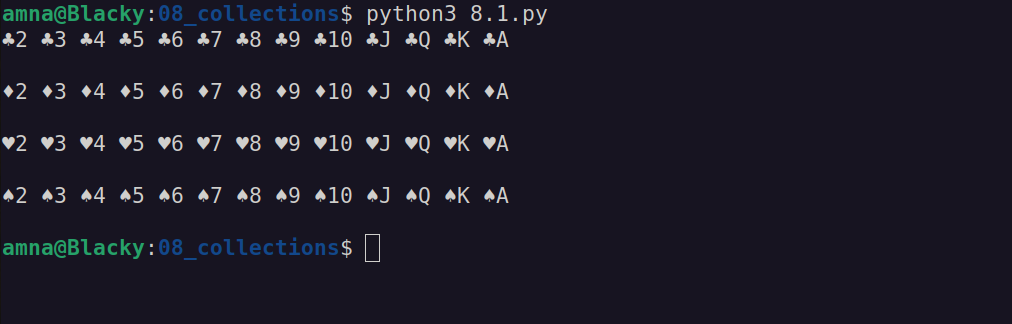 amna@Blacky:08_collections$ python3 8.1.py
♣2 ♣3 ♣4 ♣5 ♣6 ♣7 ♣8 ♣9 ♣10 ♣J ♣Q ♣K ♣A
♦2 ♦3 ♦4 ♦5 ♦6 ♦7 ♦8 ♦9 ♦10 ♦J ♦Q ♦K ♦A
♥2 ♥3 ♥4 ♥5 ♥6 ♥7 ♥8 ♥9 ♥10 ♥J ♥Q ♥K ♥A
♠2 ♠3 ♠4 ♠5 ♠6 ♠7 ♠8 ♠9 ♠10 ♠J ♠Q ♠K ♠A
amna@Blacky:08_collections$